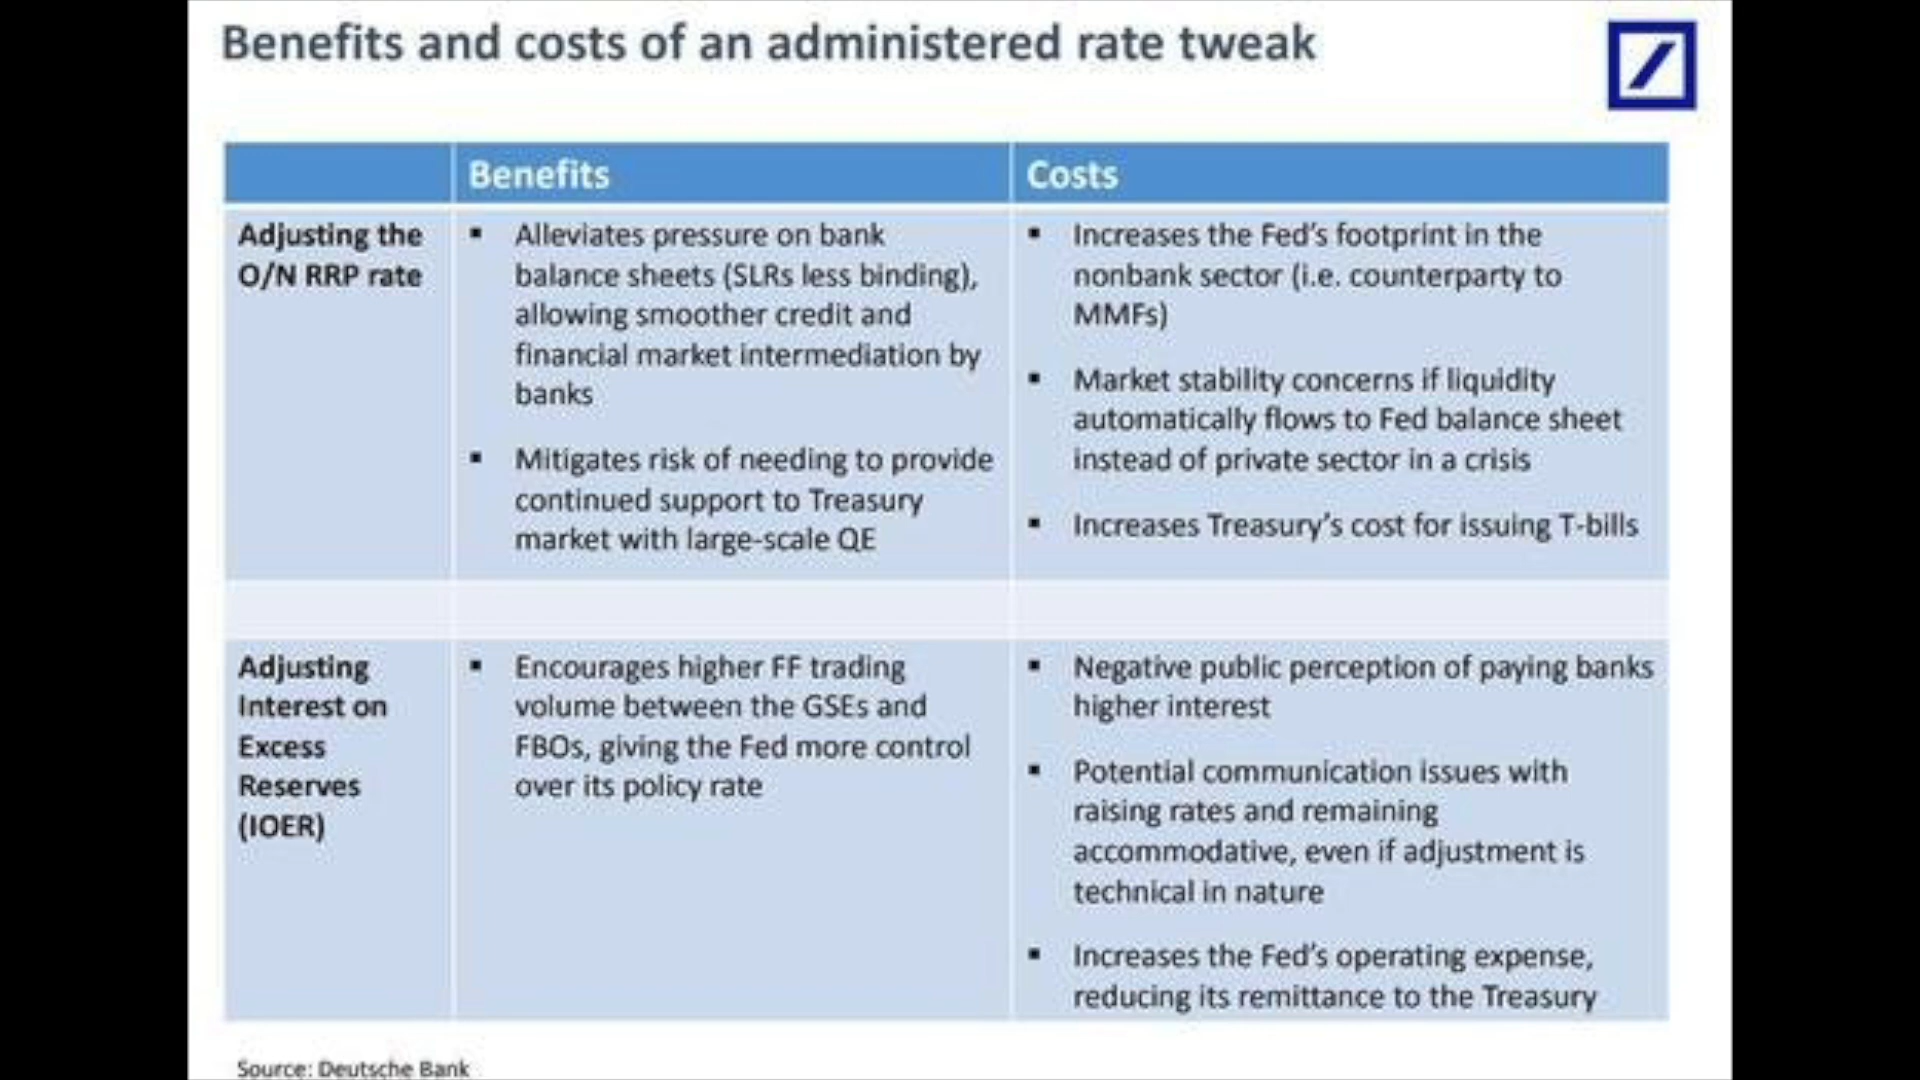 Benefits and costs of an administered rate tweak
Benefits
Costs
Adjusting the
O/N RRP rate
▪ Alleviates pressure on bank
balance sheets (SLRs less binding),
allowing smoother credit and
financial market intermediation by
banks
▪ Mitigates risk of needing to provide
continued support to Treasury
market with large-scale QE
▪ Increases the Fed's footprint in the
nonbank sector (i.e. counterparty to
MMFs)
▪ Market stability concerns if liquidity
automatically flows to Fed balance sheet
instead of private sector in a crisis
▪ Increases Treasury's cost for issuing T-bills
Adjusting
Interest on
Excess
Reserves
(IOER)
▪ Encourages higher FF trading
volume between the GSEs and
FBOs, giving the Fed more control
over its policy rate
▪ Negative public perception of paying banks
higher interest
▪ Potential communication issues with
raising rates and remaining
accommodative, even if adjustment is
technical in nature
▪ Increases the Fed's operating expense,
reducing its remittance to the Treasury
Source: Deutsche Bank